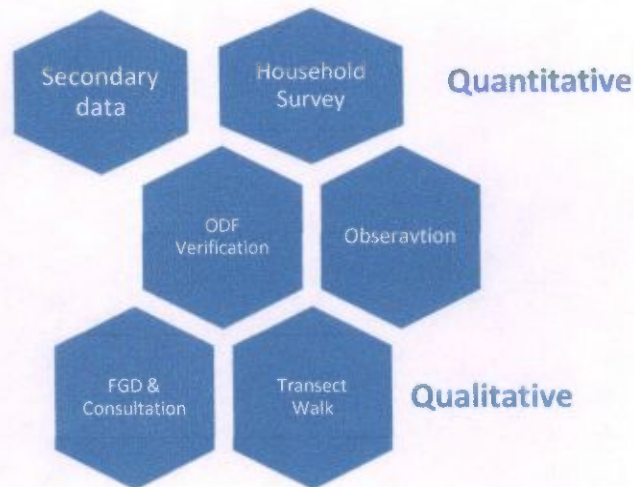 Secondary
data
Household
Survey
Quantitative
ODF
Verification
Obseravtion
FGD &
Consultation
Transect
Walk
Qualitative